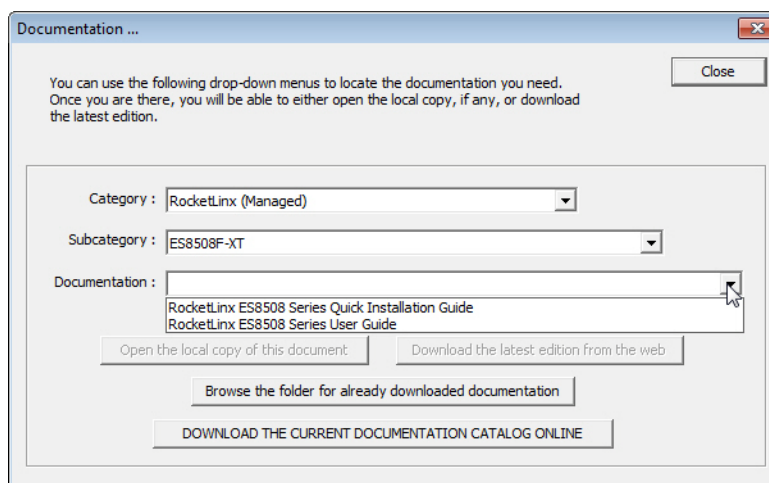 Documentation ...
Close
You can use the following drop-down menus to locate the documentation you need.
Once you are there, you will be able to either open the local copy, if any, or download
the latest edition.
Category : RocketLinx (Managed)
Subcategory : ES8508F-XT
Documentation :
RocketLinx ES8508 Series Quick Installation Guide
RocketLinx ES8508 Series User Guide
Open the local copy of this document Download the latest edition from the web
Browse the folder for already downloaded documentation
DOWNLOAD THE CURRENT DOCUMENTATION CATALOG ONLINE